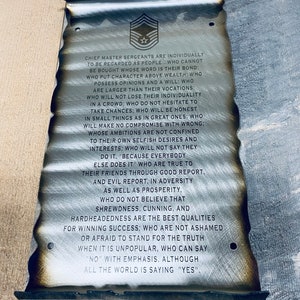 CHIEF MASTER SERGEANTS ARE INDIVIDUALLY
TO BE REGARDED AS PEOPLE : WHO CANNOT
BE BOUGHT WHOSE WORD IS THEIR BOND;
WHO PUT CHARACTER ABOVE WEALTH; WHO
POSSESS OPINIONS AND A WILL; WHO
ARE LARGER THAN THEIR VOCATIONS;
WHO WILL NOT LOSE THEIR INDIVIDUALITY
IN A CROWD; WHO DO NOT HESITATE TO
TAKE CHANCES; WHO WILL BE HONEST
IN SMALL THINGS AS IN GREAT ONES; WHO
WILL MAKE NO COMPROMISE WITH WRONG;
WHOSE AMBITIONS ARE NOT CONFINED
TO THEIR OWN SELFISH DESIRES AND
INTERESTS; WHO WILL NOT SAY THEY
DO IT, "BECAUSE EVERYBODY
ELSE DOES IT" WHO ARE TRUE TO
THEIR FRIENDS THROUGH GOOD REPORT,
AND EVIL REPORT, IN ADVERSITY
AS WELL AS PROSPERITY,
WHO DO NOT BELIEVE THAT
SHREWDNESS, CUNNING, AND
HARDHEADEDNESS ARE THE BEST QUALITIES
FOR WINNING SUCCESS; WHO ARE NOT ASHAMED
OR AFRAID TO STAND FOR THE TRUTH
WHEN IT IS UNPOPULAR, WHO CAN SAY
"NO" WITH EMPHASIS, ALTHOUGH
ALL THE WORLD IS SAYING "YES".